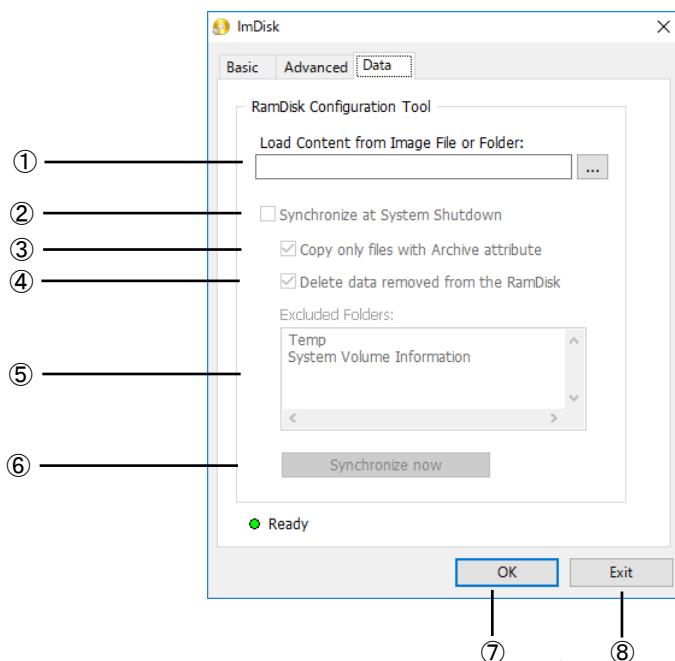 ImDisk
Basic Advanced Data
RamDisk Configuration Tool
Load Content from Image File or Folder:
① ...
② Synchronize at System Shutdown
③ Copy only files with Archive attribute
④ Delete data removed from the RamDisk
Excluded Folders:
Temp
System Volume Information
⑤
⑥ Synchronize now
Ready
OK Exit
⑦ ⑧